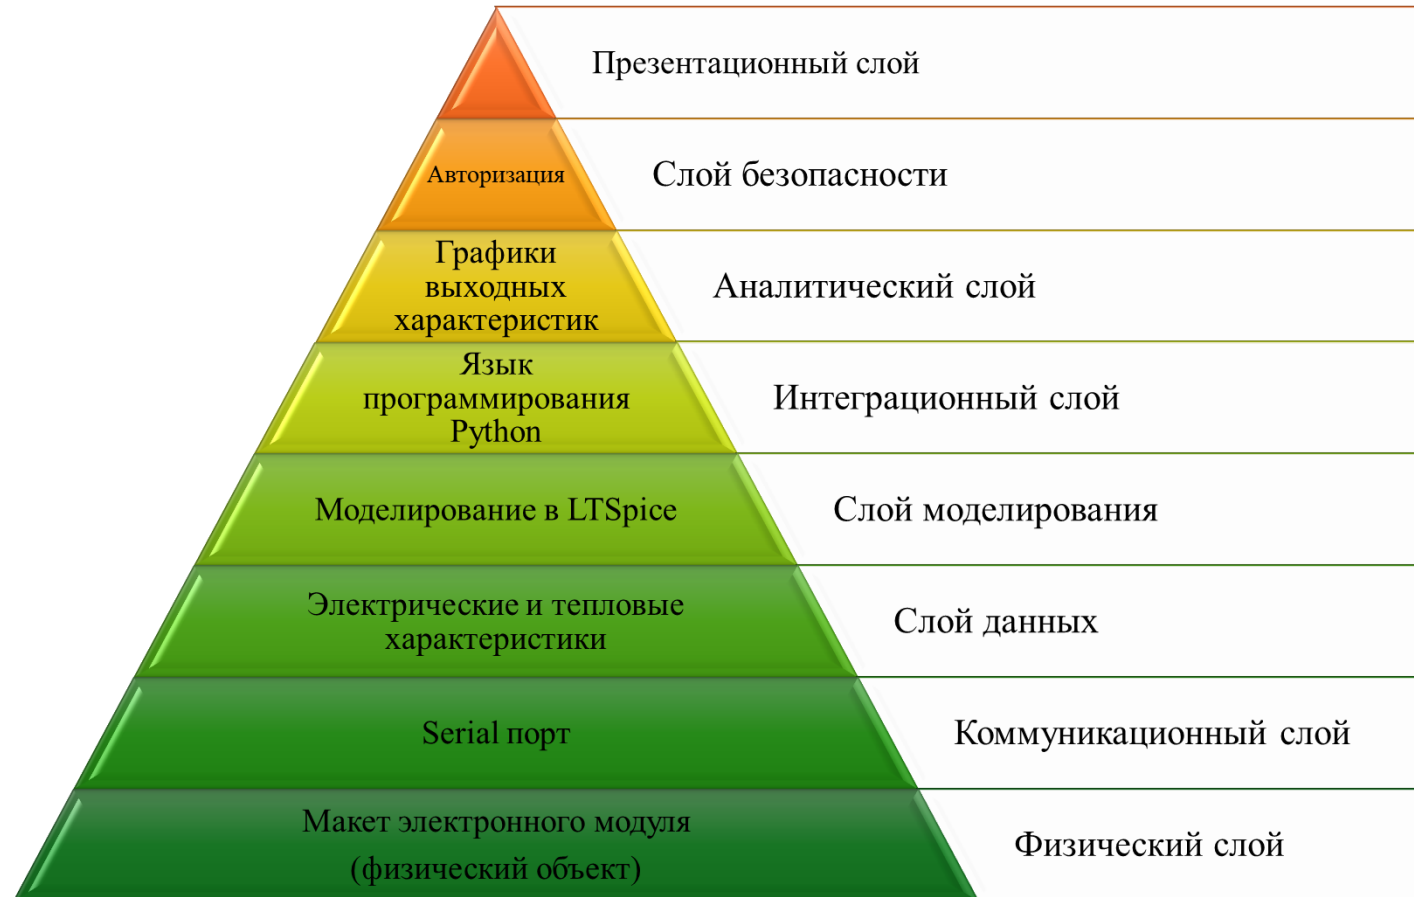 Презентационный слой
Авторизация
Слой безопасности
Графики
выходных
характеристик
Аналитический слой
Язык
программирования
Python
Интеграционный слой
Моделирование в LTSpice
Слой моделирования
Электрические и тепловые
характеристики
Слой данных
Serial порт
Коммуникационный слой
Макет электронного модуля
(физический объект)
Физический слой